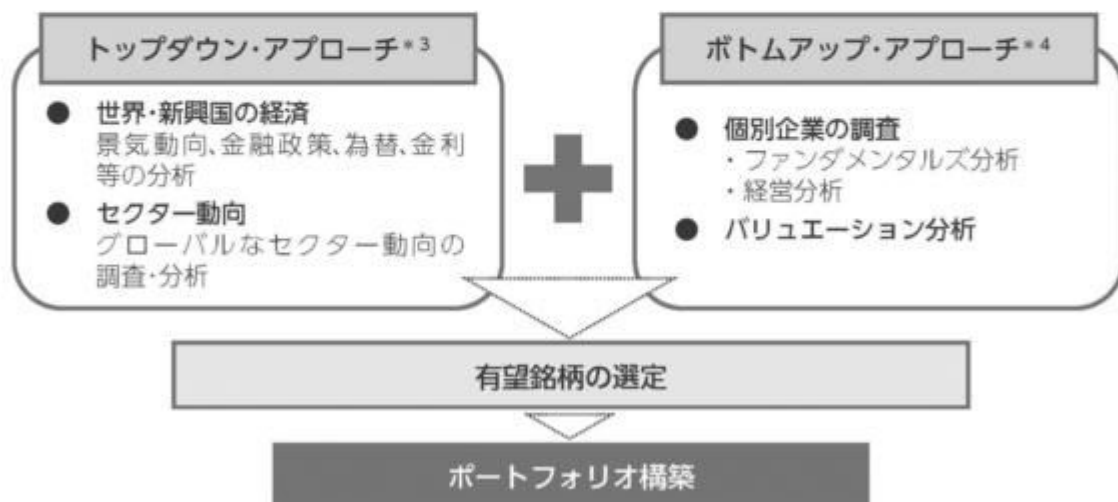 トップダウン・アプローチ*3
● 世界・新興国の経済
景気動向、金融政策、為替、金利
等の分析
● セクター動向
グローバルなセクター動向の
調査・分析
ボトムアップ・アプローチ*4
● 個別企業の調査
・ファンダメンタルズ分析
・経営分析
● バリュエーション分析
有望銘柄の選定
ポートフォリオ構築